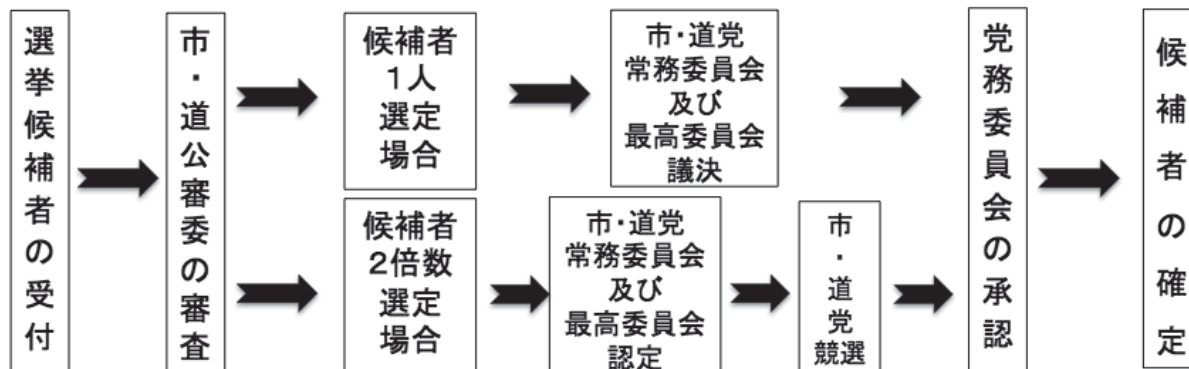 選挙候補者の受付
市・道公審委の審査
候補者
1人
選定
場合
市・道党
常務委員会
及び
最高委員会
議決
候補者
2倍数
選定
場合
市・道党
常務委員会
及び
最高委員会
認定
市・道党
競選
党務委員会の承認
候補者の確定